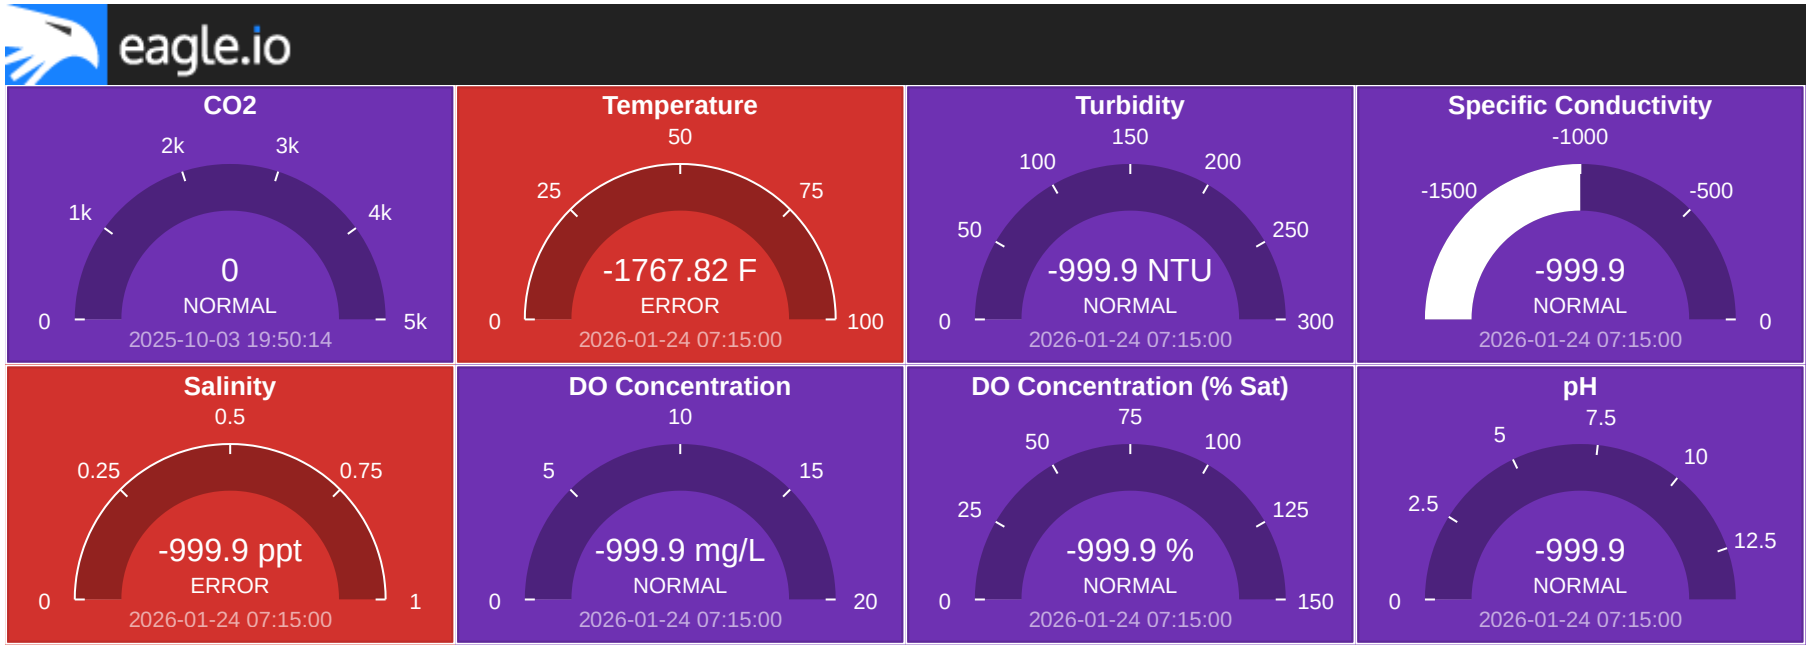 eagle.io
CO2
0
1k
2k
3k
4k
5k
0
NORMAL
2025-10-03 19:50:14
Temperature
0
25
50
75
100
-1767.82 F
ERROR
2026-01-24 07:15:00
Turbidity
0
50
100
150
200
250
300
-999.9 NTU
NORMAL
2026-01-24 07:15:00
Specific Conductivity
-1500
-1000
-500
0
-999.9
NORMAL
2026-01-24 07:15:00
Salinity
0
0.25
0.5
0.75
1
-999.9 ppt
ERROR
2026-01-24 07:15:00
DO Concentration
0
5
10
15
20
-999.9 mg/L
NORMAL
2026-01-24 07:15:00
DO Concentration (% Sat)
0
25
50
75
100
125
150
-999.9 %
NORMAL
2026-01-24 07:15:00
pH
0
2.5
5
7.5
10
12.5
-999.9
NORMAL
2026-01-24 07:15:00